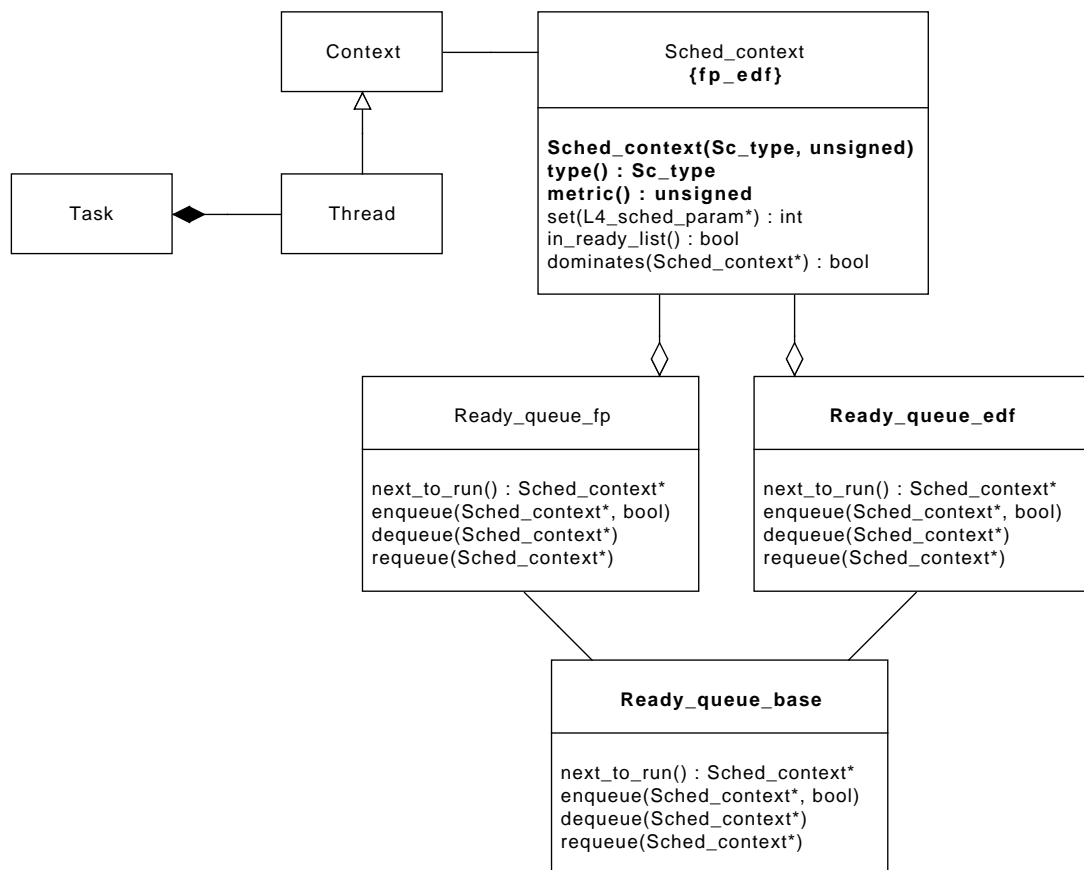 Context
Sched_context
{fp_edf}
Sched_context(Sc_type, unsigned)
type() : Sc_type
metric() : unsigned
set(L4_sched_param*) : int
in_ready_list() : bool
dominates(Sched_context*) : bool
Task
Thread
Ready_queue_fp
next_to_run() : Sched_context*
enqueue(Sched_context*, bool)
dequeue(Sched_context*)
requeue(Sched_context*)
Ready_queue_edf
next_to_run() : Sched_context*
enqueue(Sched_context*, bool)
dequeue(Sched_context*)
requeue(Sched_context*)
Ready_queue_base
next_to_run() : Sched_context*
enqueue(Sched_context*, bool)
dequeue(Sched_context*)
requeue(Sched_context*)